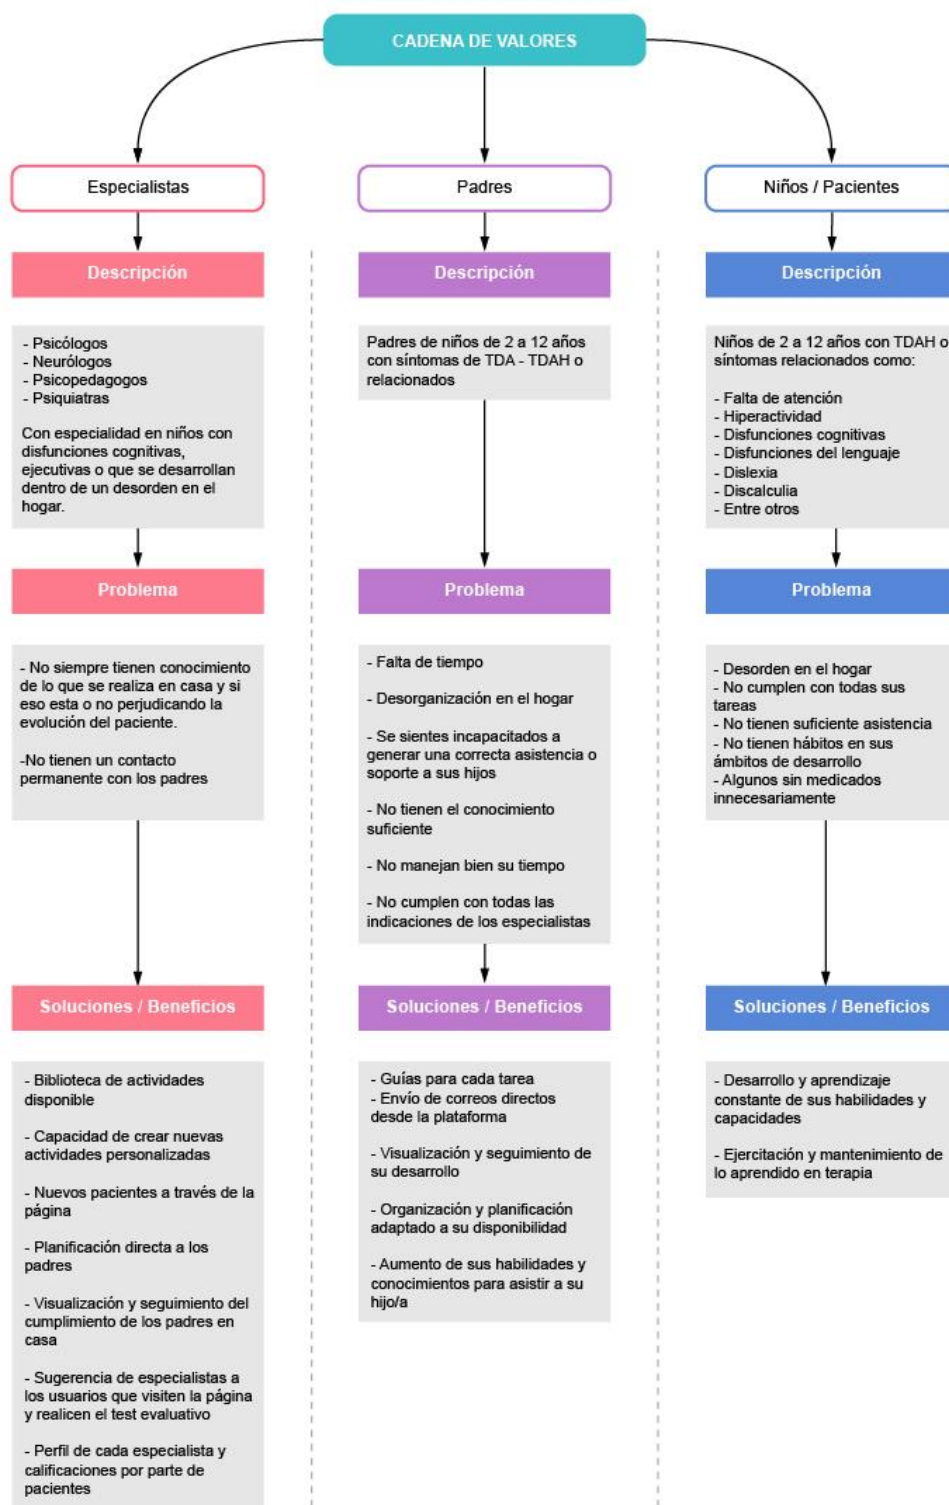 CADENA DE VALORES
Especialistas
Descripción
- Psicólogos
- Neurólogos
- Psicopedagogos
- Psiquiatras
Con especialidad en niños con
disfunciones cognitivas,
ejecutivas o que se desarrollan
dentro de un desorden en el
hogar.
Problema
- No siempre tienen conocimiento
de lo que se realiza en casa y si
eso esta o no perjudicando la
evolución del paciente.
-No tienen un contacto
permanente con los padres
Soluciones / Beneficios
- Biblioteca de actividades
disponible
- Capacidad de crear nuevas
actividades personalizadas
- Nuevos pacientes a través de la
página
- Planificación directa a los
padres
- Visualización y seguimiento del
cumplimiento de los padres en
casa
- Sugerencia de especialistas a
los usuarios que visiten la página
y realicen el test evaluativo
- Perfil de cada especialista y
calificaciones por parte de
pacientes
Padres
Descripción
Padres de niños de 2 a 12 años
con síntomas de TDA - TDAH o
relacionados
Problema
- Falta de tiempo
- Desorganización en el hogar
- Se sientes incapacitados a
generar una correcta asistencia o
soporte a sus hijos
- No tienen el conocimiento
suficiente
- No manejan bien su tiempo
- No cumplen con todas las
indicaciones de los especialistas
Soluciones / Beneficios
- Guías para cada tarea
- Envío de correos directos
desde la plataforma
- Visualización y seguimiento de
su desarrollo
- Organización y planificación
adaptado a su disponibilidad
- Aumento de sus habilidades y
conocimientos para asistir a su
hijo/a
Niños / Pacientes
Descripción
Niños de 2 a 12 años con TDAH o
síntomas relacionados como:
- Falta de atención
- Hiperactividad
- Disfunciones cognitivas
- Disfunciones del lenguaje
- Dislexia
- Discalculia
- Entre otros
Problema
- Desorden en el hogar
- No cumplen con todas sus
tareas
- No tienen suficiente asistencia
- No tienen hábitos en sus
ámbitos de desarrollo
- Algunos sin medicados
innecesariamente
Soluciones / Beneficios
- Desarrollo y aprendizaje
constante de sus habilidades y
capacidades
- Ejercitación y mantenimiento de
lo aprendido en terapia